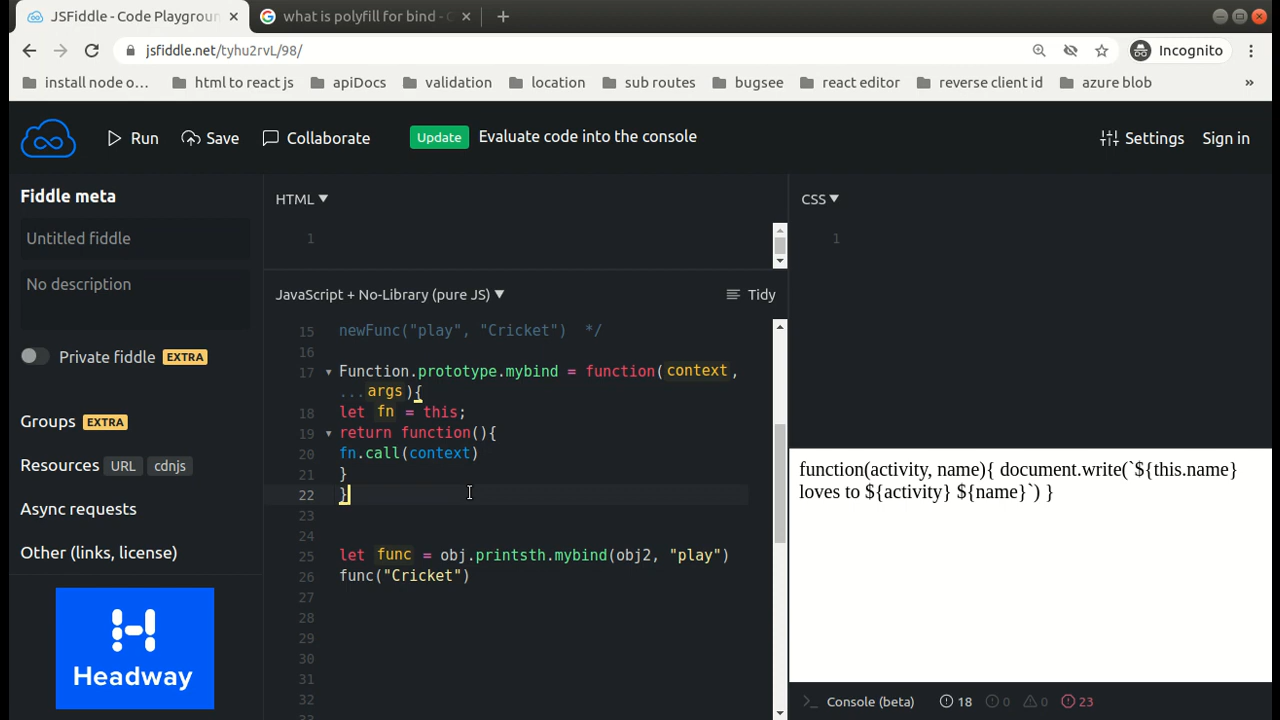 JSFiddle - Code Playgroun
what is polyfill for bind -
jsfiddle.net/tyhu2rvL/98/
Incognito
install node o...
html to react js
apiDocs
validation
location
sub routes
bugsee
react editor
reverse client id
azure blob
»
Run
Save
Collaborate
Update
Evaluate code into the console
Settings
Sign in
Fiddle meta
Untitled fiddle
No description
Private fiddle EXTRA
Groups EXTRA
Resources URL cdnjs
Async requests
Other (links, license)
Headway
HTML
1
CSS
1
JavaScript + No-Library (pure JS)
Tidy
15 newFunc("play", "Cricket")  */
16
17 Function.prototype.mybind = function(context,
...args){
18 let fn = this;
19 return function(){
20 fn.call(context)
21 }
22 }
23
24
25 let func = obj.printsth.mybind(obj2, "play")
26 func("Cricket")
27
28
29
30
31
32
33
function(activity, name){ document.write(`${this.name}
loves to ${activity} ${name}`) }
>_ Console (beta)
18
0
0
23